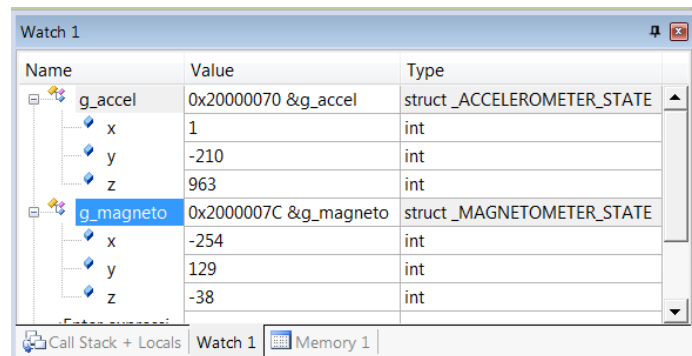 Watch 1
Name Value Type
g_accel 0x20000070 &g_accel struct _ACCELEROMETER_STATE
x 1 int
y -210 int
z 963 int
g_magneto 0x2000007C &g_magneto struct _MAGNETOMETER_STATE
x -254 int
y 129 int
z -38 int
Call Stack + Locals Watch 1 Memory 1